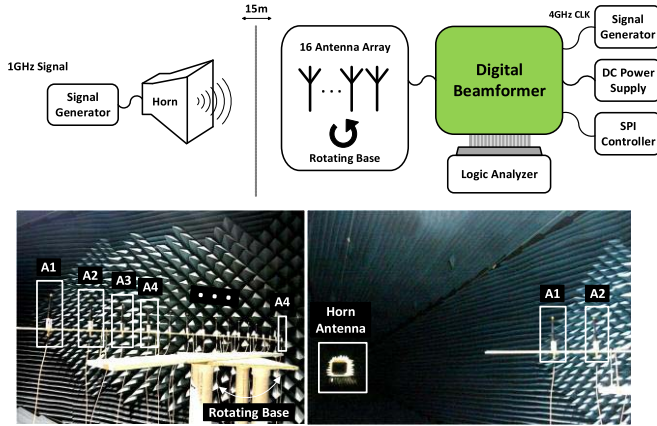 15m
1GHz Signal
Signal
Generator
Horn
16 Antenna Array
...
Rotating Base
Digital
Beamformer
Logic Analyzer
4GHz CLK
Signal
Generator
DC Power
Supply
SPI
Controller
A1
A2
A3
A4
A4
Rotating Base
Horn
Antenna
A1
A2